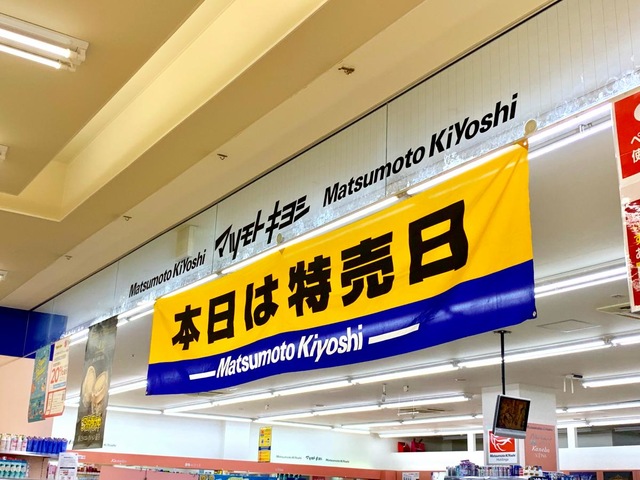 Matsumoto KiYoshi
マツモトキヨシ
Matsumoto KiYoshi
本日は特売日
Matsumoto Kiyoshi
Kanebo